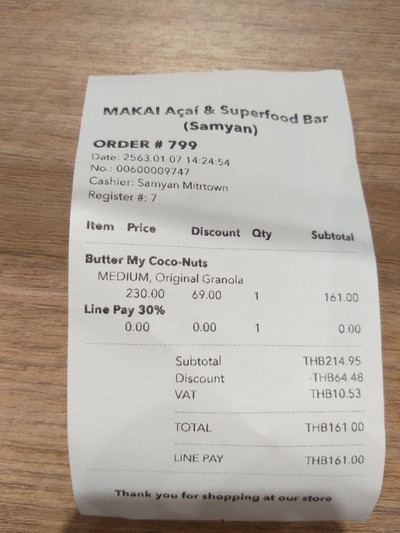 MAKAI Açaí & Superfood Bar
(Samyan)
ORDER # 799
Date: 2563.01.07 14:24:54
No.: 00600009747
Cashier: Samyan Mitrtown
Register #: 7
Item Price Discount Qty Subtotal
Butter My Coco-Nuts
MEDIUM, Original Granola
230.00 69.00 1 161.00
Line Pay 30%
0.00 0.00 1 0.00
Subtotal THB214.95
Discount -THB64.48
VAT THB10.53
TOTAL THB161.00
LINE PAY THB161.00
Thank you for shopping at our store